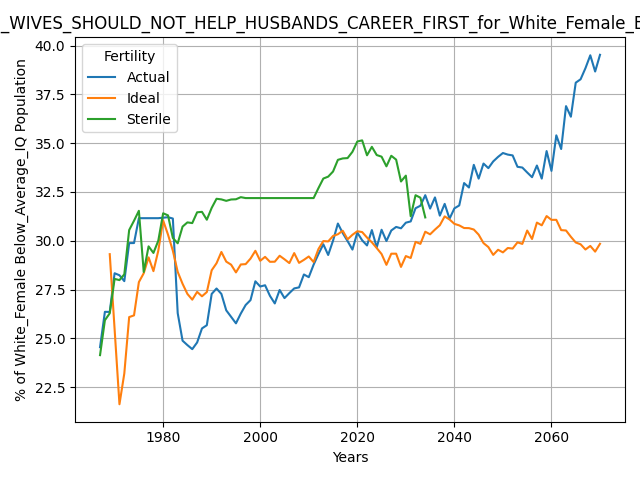 _WIVES_SHOULD_NOT_HELP_HUSBANDS_CAREER_FIRST_for_White_Female_B
Fertility
Actual
Ideal
Sterile
% of White_Female Below_Average_IQ Population
40.0
37.5
35.0
32.5
30.0
27.5
25.0
22.5
1980
2000
2020
2040
2060
Years